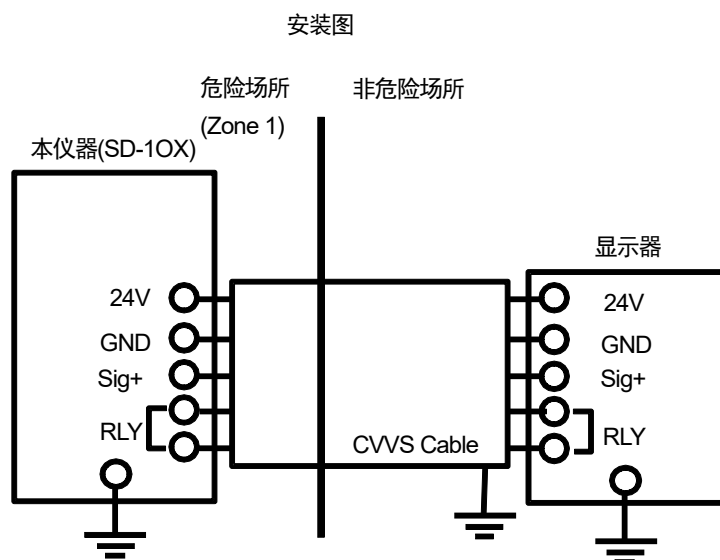 安装图
危险场所
(Zone 1)
非危险场所
本仪器(SD-1OX)
显示器
24V
GND
Sig+
RLY
CVVS Cable
24V
GND
Sig+
RLY